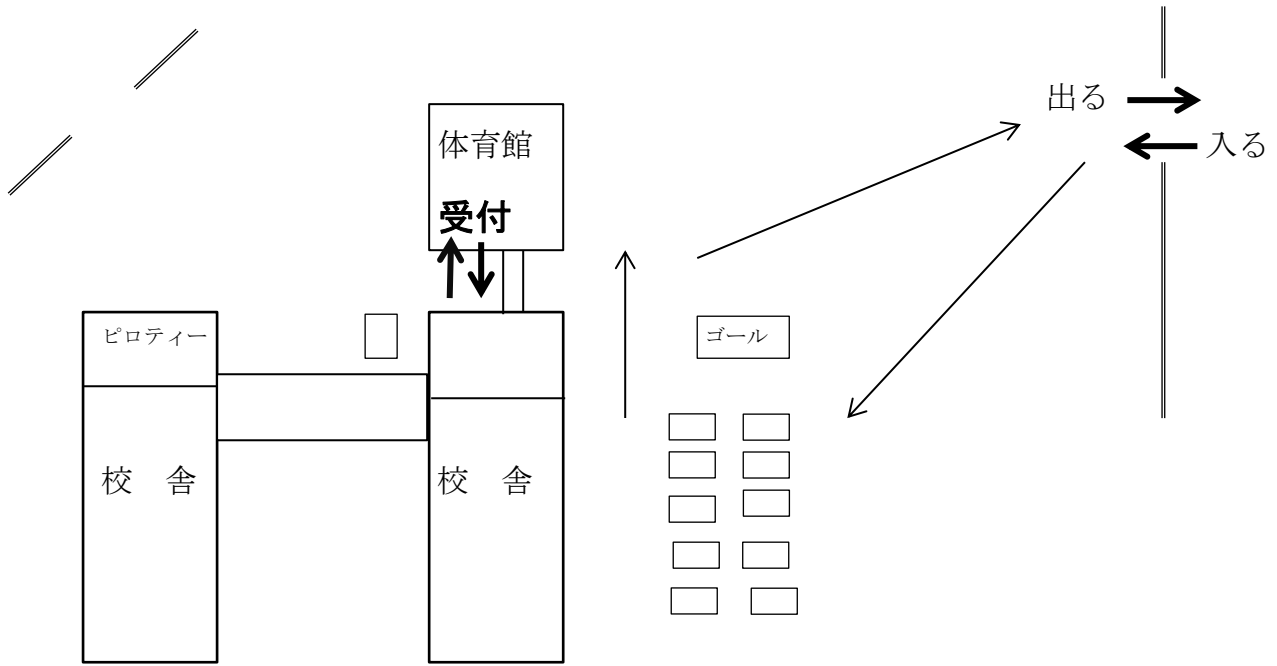 出る
入る
体育館
受付
ピロティー
ゴール
校　舎
校　舎